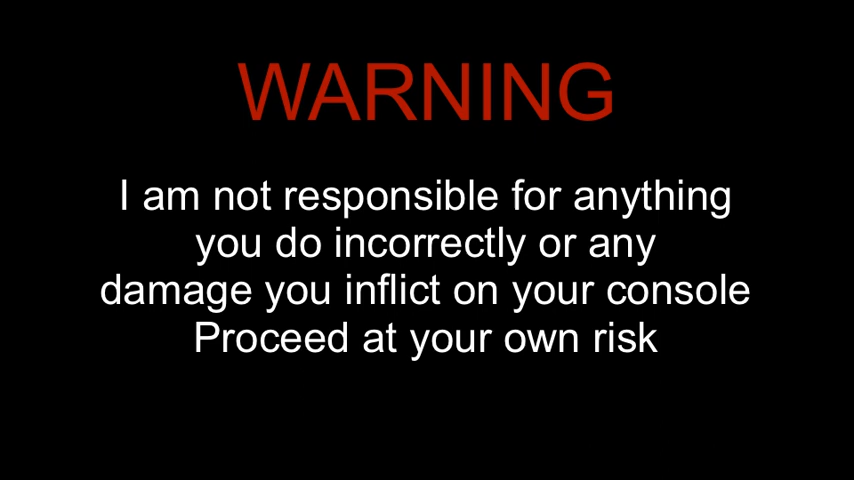 WARNING
I am not responsible for anything
you do incorrectly or any
damage you inflict on your console
Proceed at your own risk